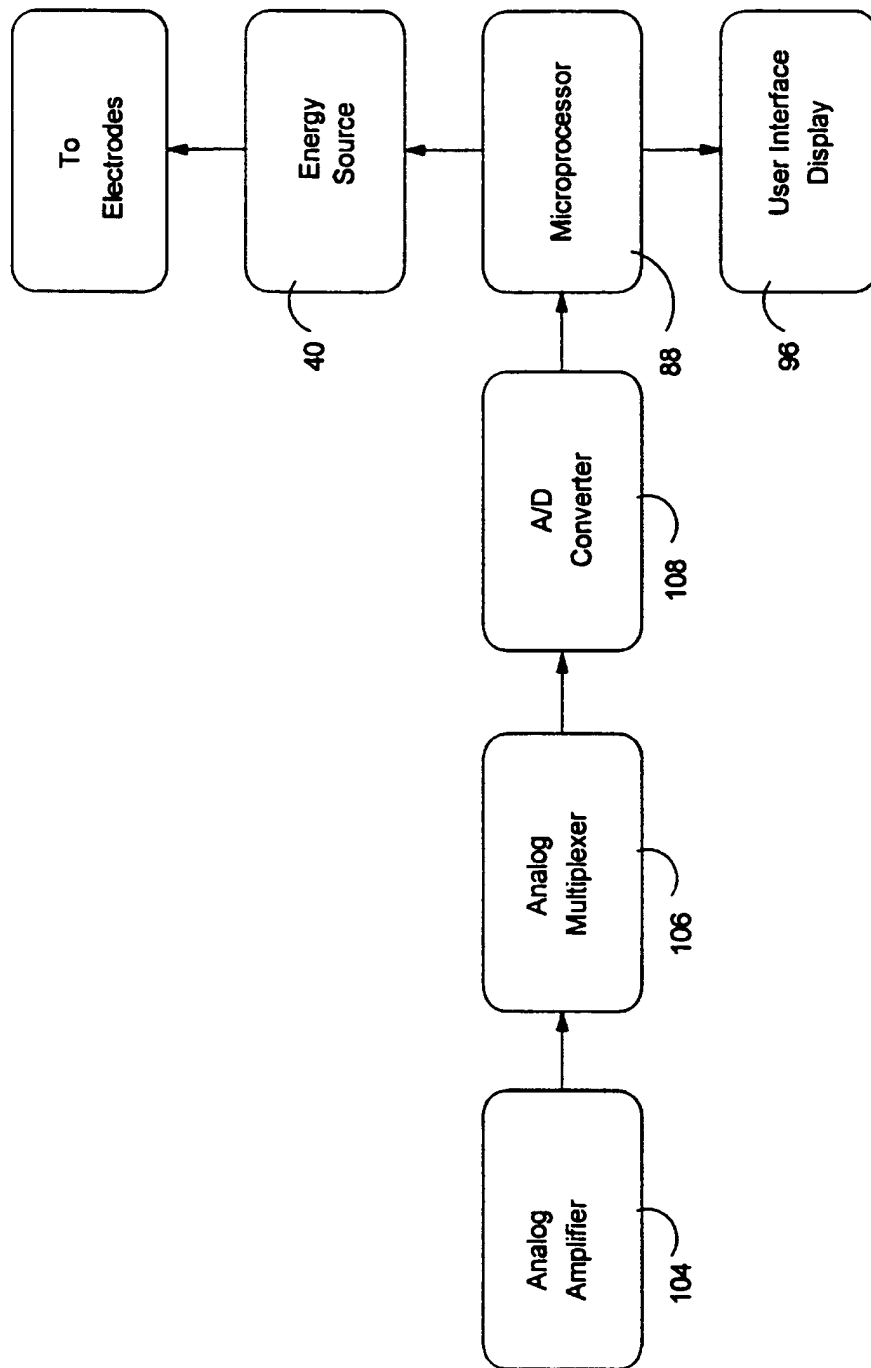 To
Electrodes
Energy
Source
40
Analog
Amplifier
104
Analog
Multiplexer
106
A/D
Converter
108
Microprocessor
88
User Interface
Display
96